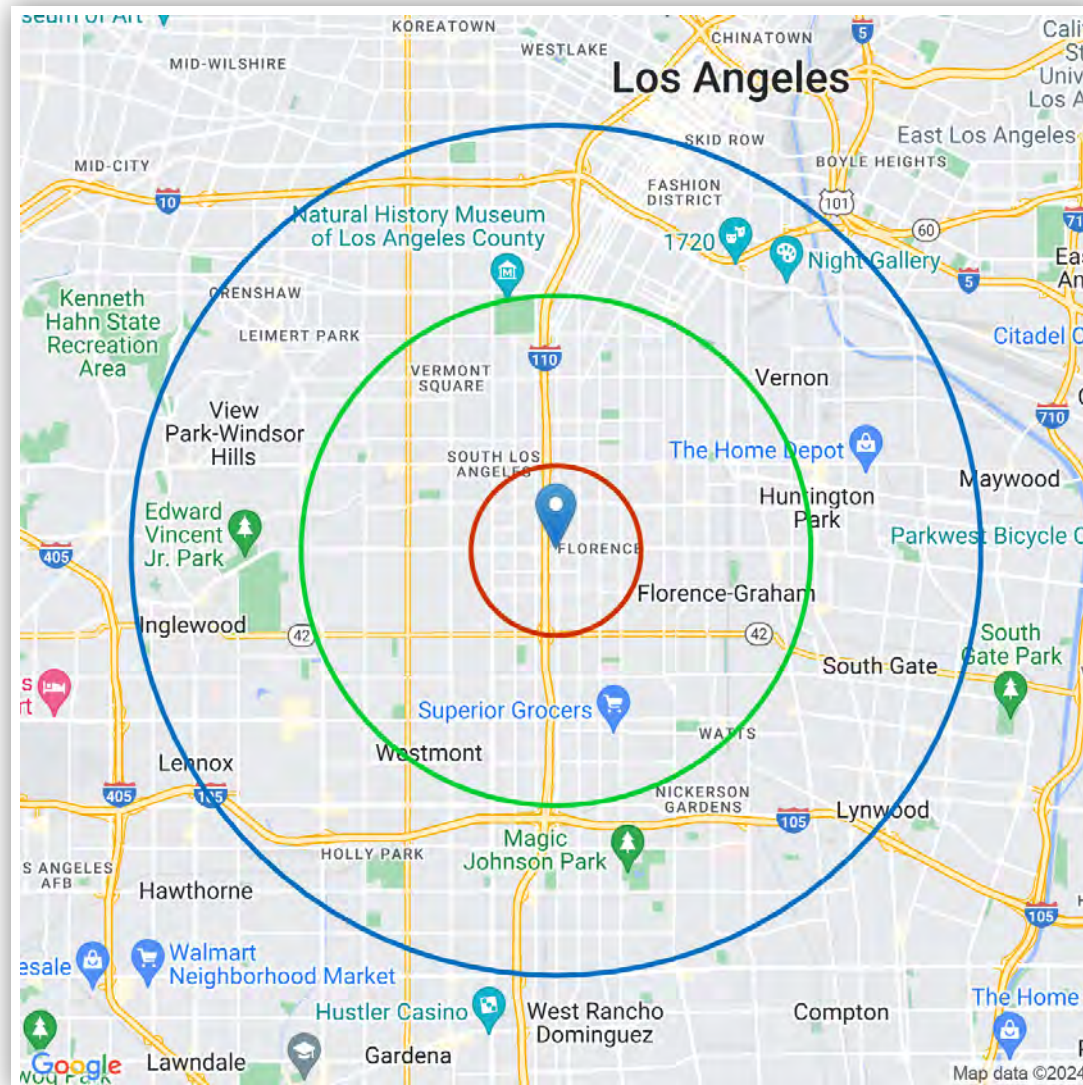 seum of Art
KOREATOWN
WESTLAKE
CHINATOWN
5
MID-WILSHIRE
Los Angeles
MID-CITY
SKID ROW
East Los Angeles
BOYLE HEIGHTS
10
FASHION
DISTRICT
101
60
710
Natural History Museum
of Los Angeles County
1720
Night Gallery
5
CRENSHAW
Kenneth
Hahn State
Recreation
Area
LEIMERT PARK
Citadel
110
VERMONT
SQUARE
Vernon
View
Park-Windsor
Hills
710
SOUTH LOS
ANGELES
The Home Depot
Maywood
Huntington
Park
Edward
Vincent
Jr. Park
405
FLORENCE
Parkwest Bicycle
Florence-Graham
Inglewood
42
42
South
Gate Park
South Gate
Superior Grocers
WATTS
Westmont
Lennox
405
105
NICKERSON
GARDENS
105
Lynwood
Magic
Johnson Park
HOLLY PARK
S ANGELES
AFB
Hawthorne
105
esale
Walmart
Neighborhood Market
The Home
Hustler Casino
West Rancho
Dominguez
Compton
Gardena
Lawndale
Google
Map data ©2024